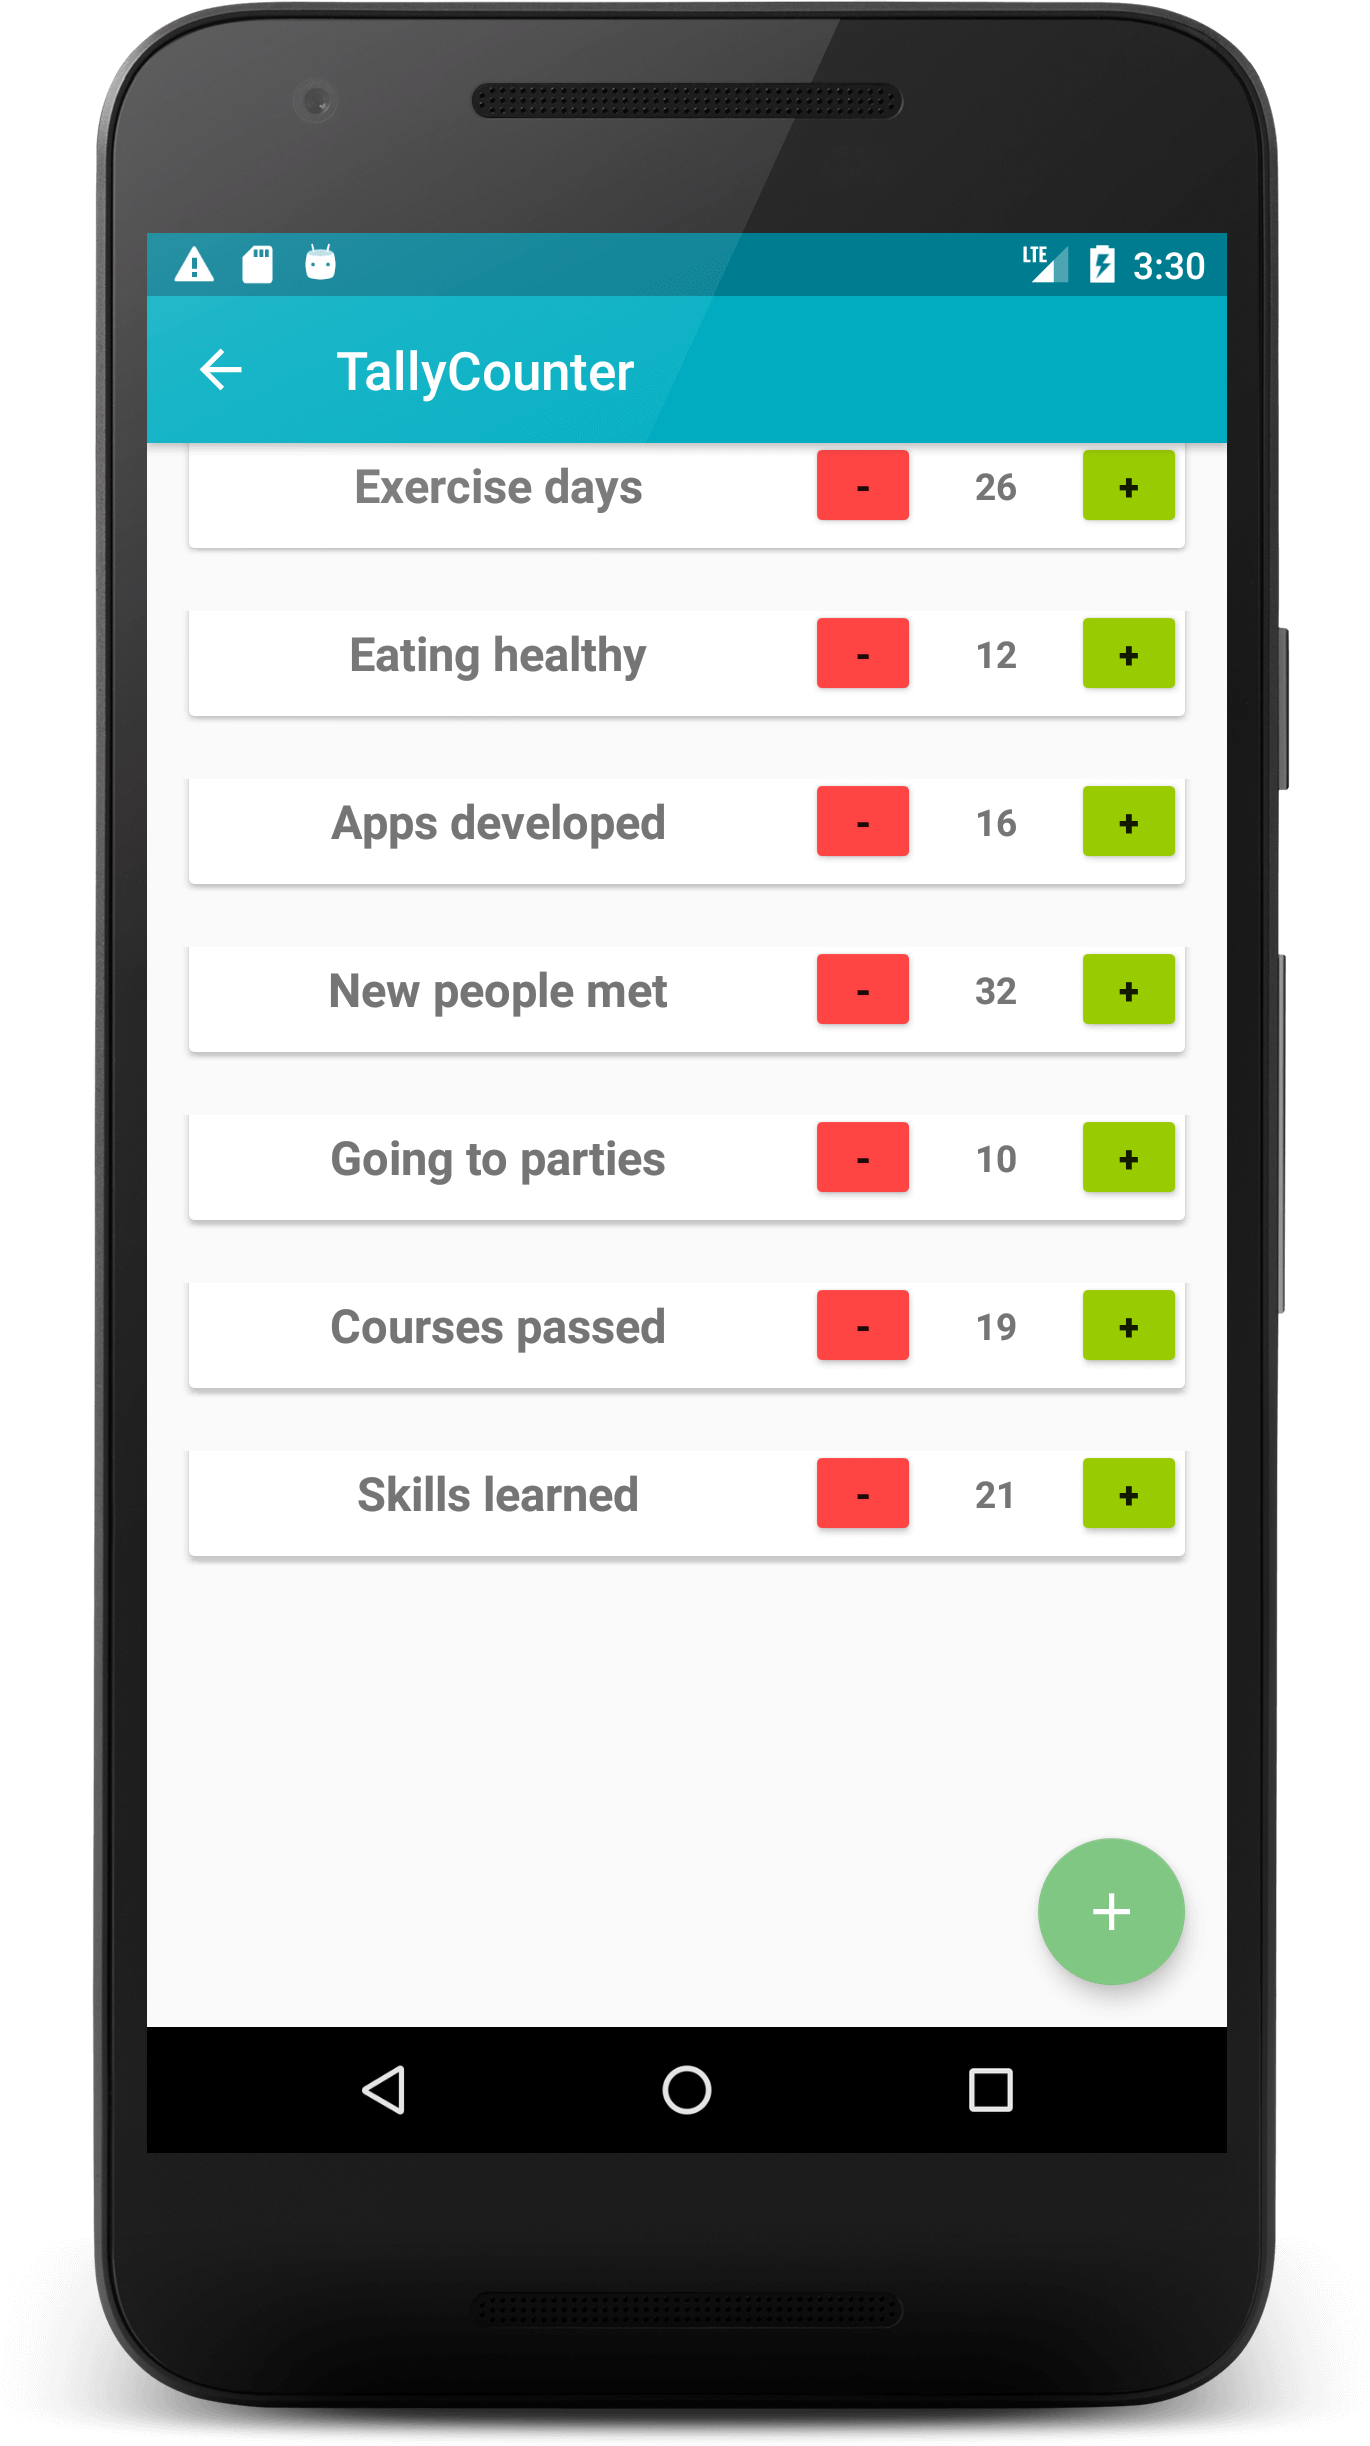 LTE 3:30
TallyCounter
Exercise days - 26 +
Eating healthy - 12 +
Apps developed - 16 +
New people met - 32 +
Going to parties - 10 +
Courses passed - 19 +
Skills learned - 21 +
+